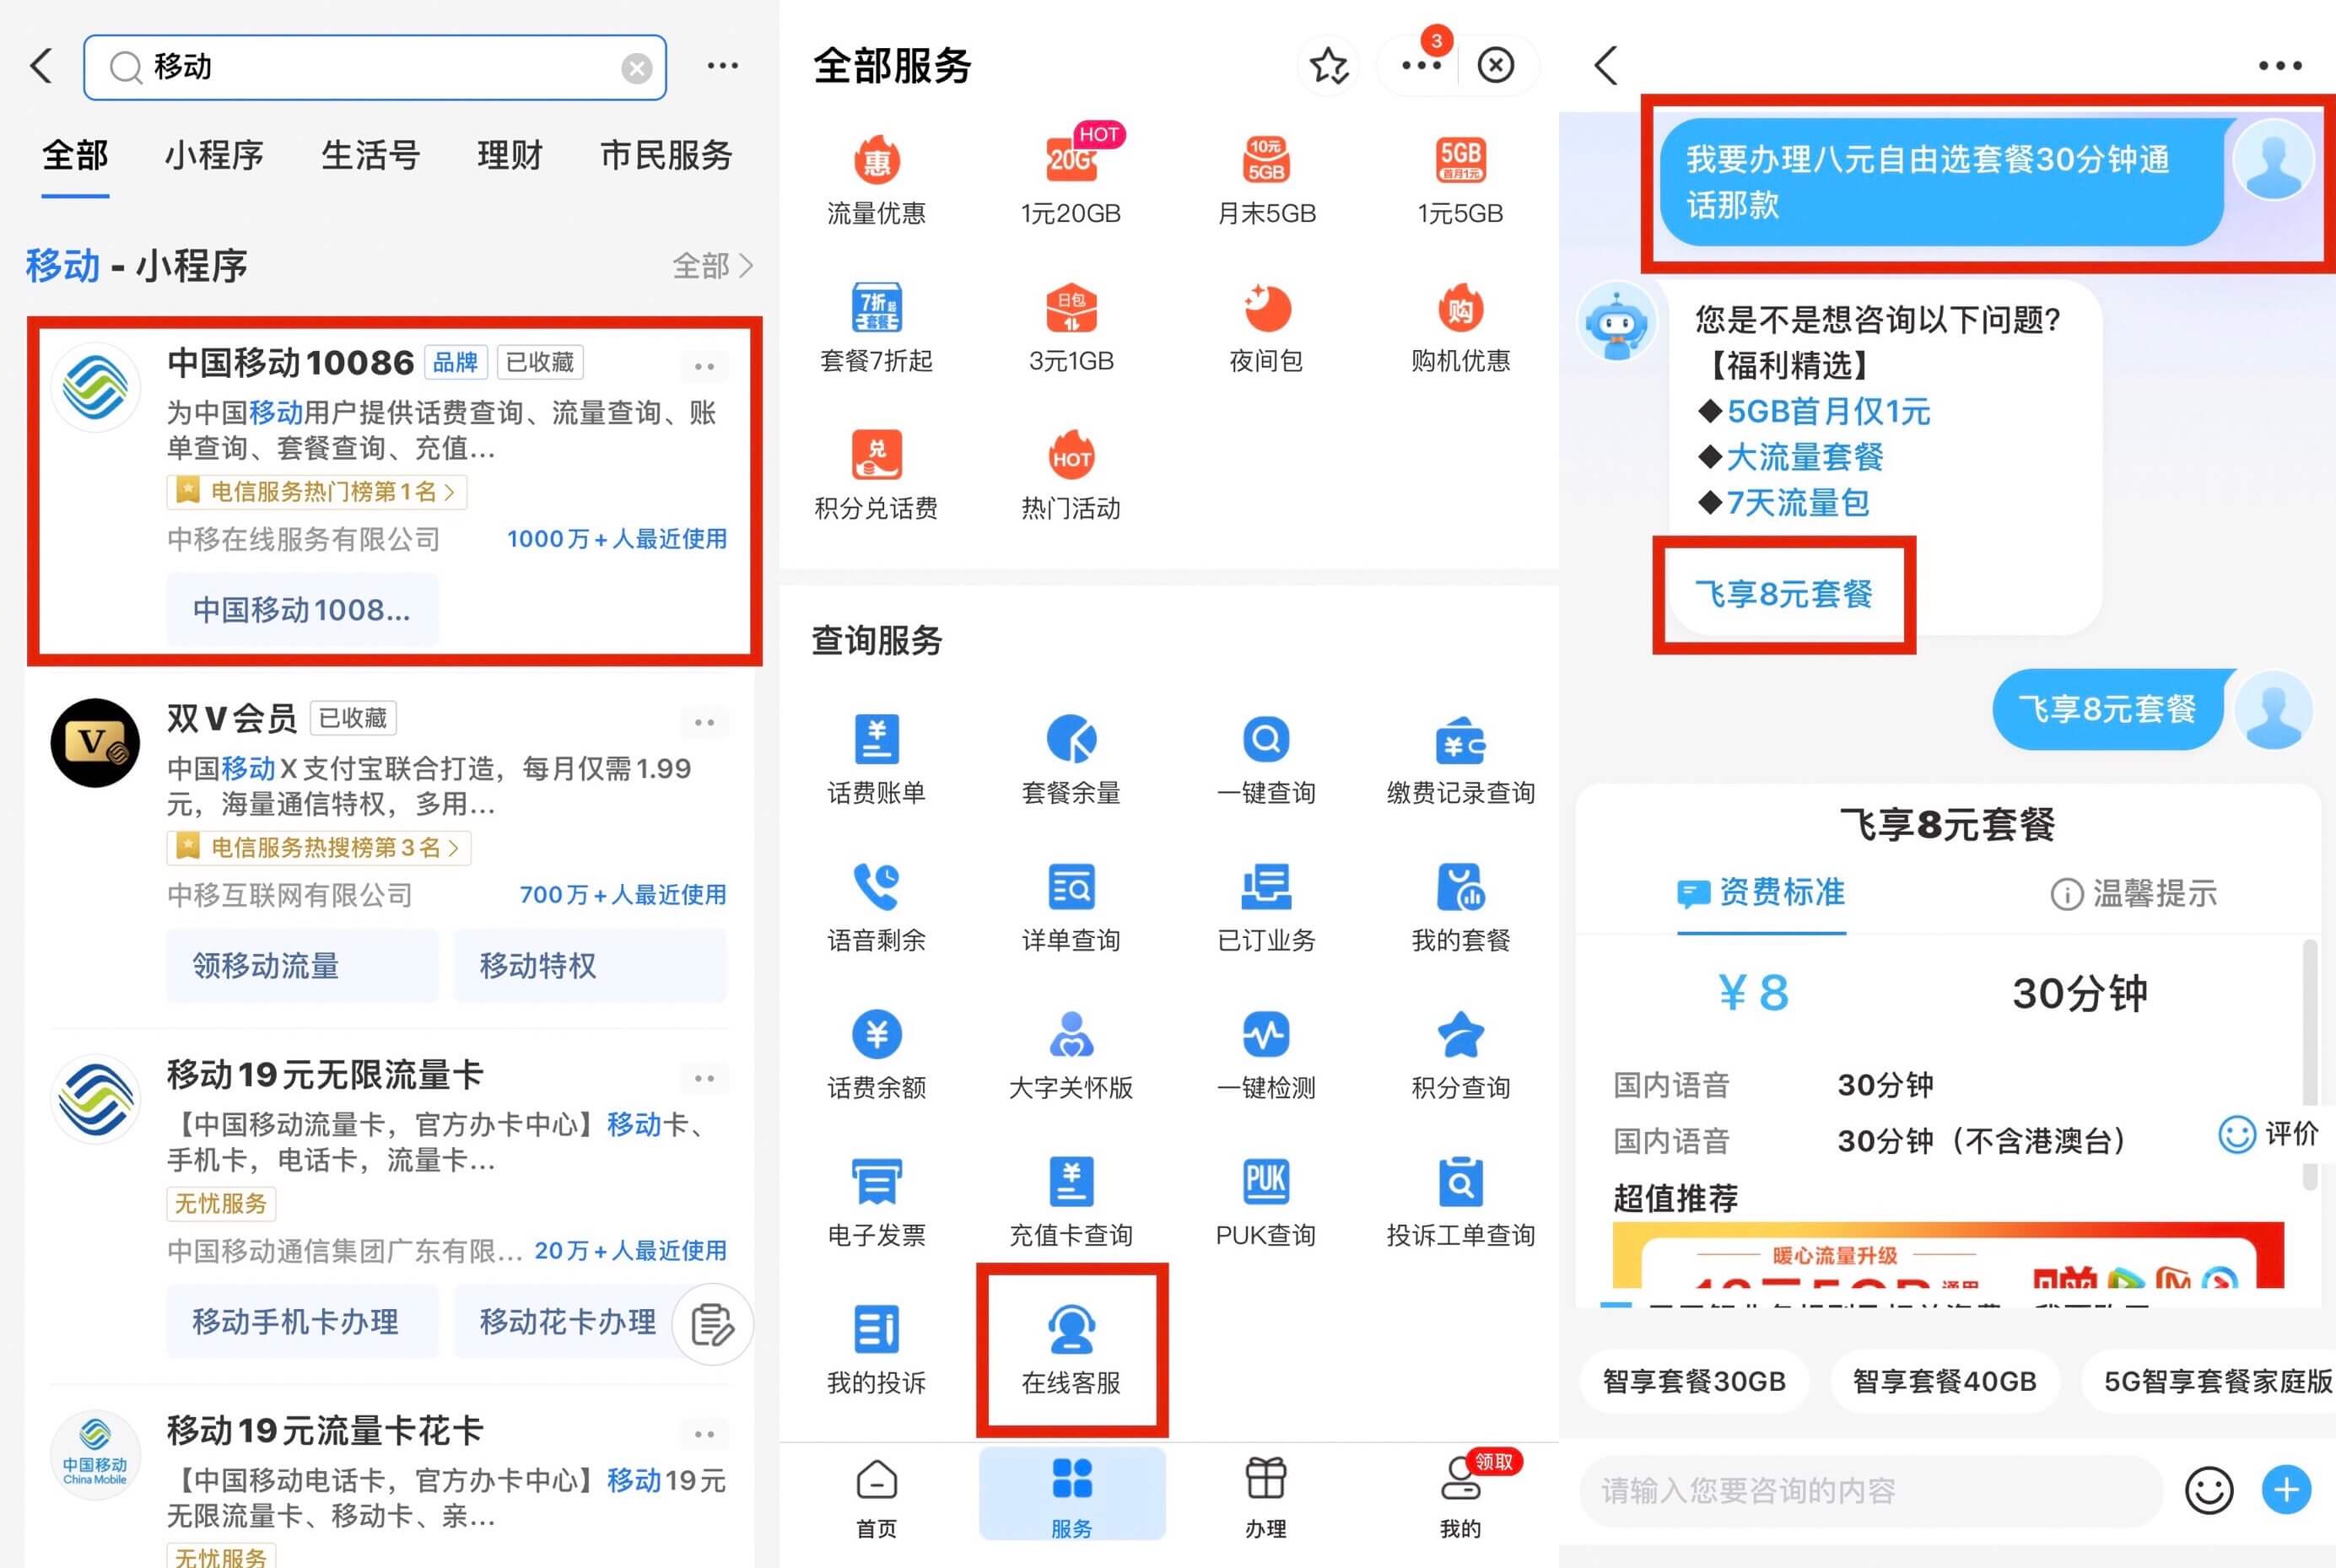 移动
全部
小程序
生活号
理财
市民服务
移动 - 小程序
全部
中国移动10086
品牌
已收藏
为中国移动用户提供话费查询、流量查询、账
单查询、套餐查询、充值...
电信服务热门榜第1名
中移在线服务有限公司
1000万+人最近使用
中国移动1008...
双V会员
已收藏
中国移动X支付宝联合打造，每月仅需1.99
元，海量通信特权，多用...
电信服务热搜榜第3名
中移互联网有限公司
700万+人最近使用
领移动流量
移动特权
移动19元无限流量卡
【中国移动流量卡，官方办卡中心】移动卡、
手机卡，电话卡，流量卡...
无忧服务
中国移动通信集团广东有限...
20万+人最近使用
移动手机卡办理
移动花卡办理
中国移动
China Mobile
移动19元流量卡花卡
【中国移动电话卡，官方办卡中心】移动19元
无限流量卡、移动卡、亲...
无忧服务
全部服务
3
惠
流量优惠
HOT
20G
1元20GB
10元
5GB
月末5GB
5GB
首月1元
1元5GB
7折起
套餐
套餐7折起
日包
3元1GB
夜间包
购
购机优惠
兑
积分兑话费
HOT
热门活动
查询服务
话费账单
套餐余量
一键查询
缴费记录查询
语音剩余
详单查询
已订业务
我的套餐
话费余额
大字关怀版
一键检测
积分查询
电子发票
充值卡查询
PUK
PUK查询
投诉工单查询
我的投诉
在线客服
首页
服务
办理
领取
我的
我要办理八元自由选套餐30分钟通
话那款
您是不是想咨询以下问题?
【福利精选】
◆5GB首月仅1元
◆大流量套餐
◆7天流量包
飞享8元套餐
飞享8元套餐
飞享8元套餐
资费标准
温馨提示
¥8
30分钟
国内语音
30分钟
国内语音
30分钟（不含港澳台）
评价
超值推荐
暖心流量升级
智享套餐30GB
智享套餐40GB
5G智享套餐家庭版
请输入您要咨询的内容